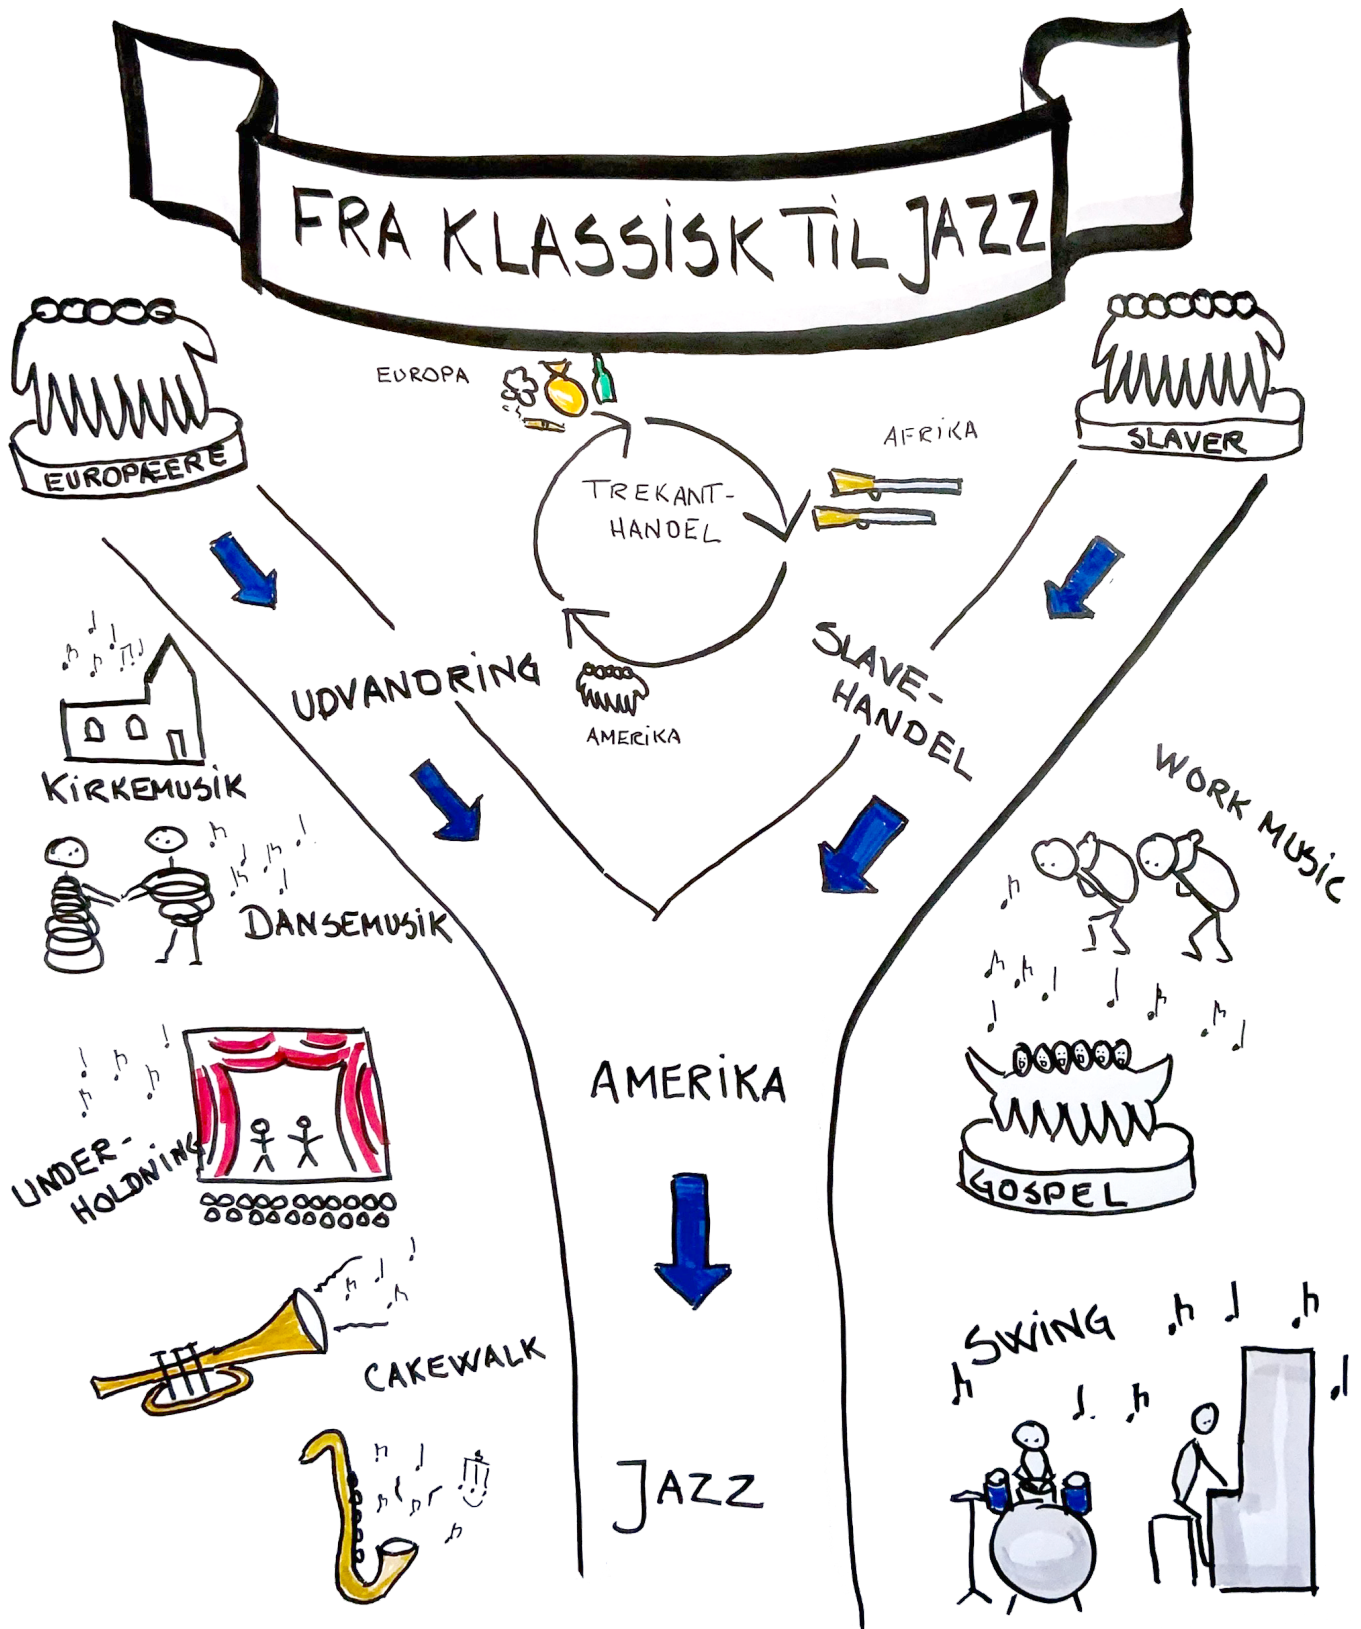 FRA KLASSISK TIL JAZZ
EUROPÆERE
EUROPA
AFRIKA
SLAVER
TREKANT-
HANDEL
UDVANDRING
AMERIKA
SLAVE-
HANDEL
KIRKEMUSIK
DANSEMUSIK
WORK MUSIC
AMERIKA
UNDER-
HOLDNING
GOSPEL
CAKEWALK
SWING
JAZZ